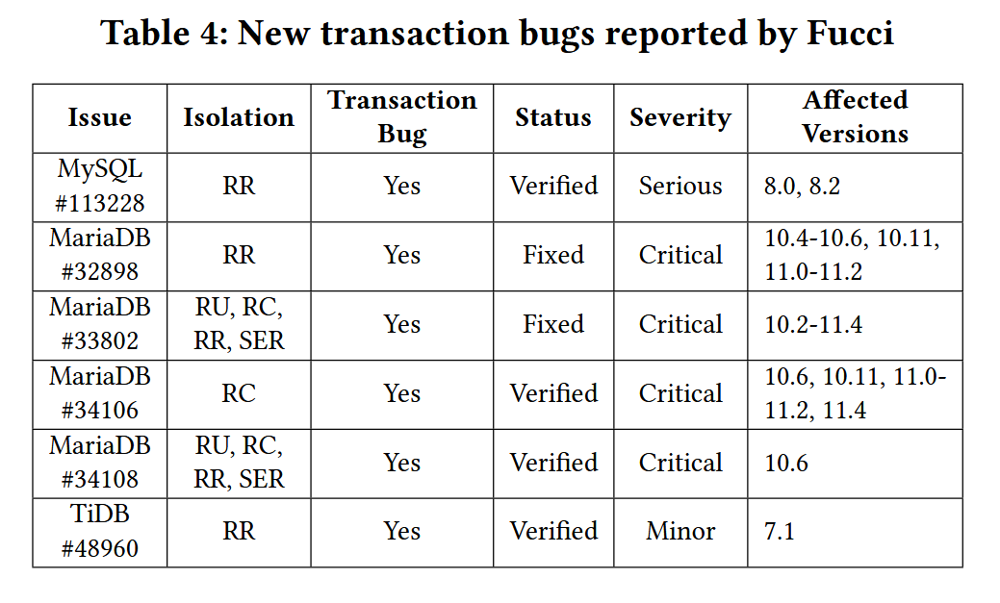 Table 4: New transaction bugs reported by Fucci
Issue Isolation Transaction Bug Status Severity Affected Versions
MySQL #113228 RR Yes Verified Serious 8.0, 8.2
MariaDB #32898 RR Yes Fixed Critical 10.4-10.6, 10.11, 11.0-11.2
MariaDB #33802 RU, RC, RR, SER Yes Fixed Critical 10.2-11.4
MariaDB #34106 RC Yes Verified Critical 10.6, 10.11, 11.0-11.2, 11.4
MariaDB #34108 RU, RC, RR, SER Yes Verified Critical 10.6
TiDB #48960 RR Yes Verified Minor 7.1